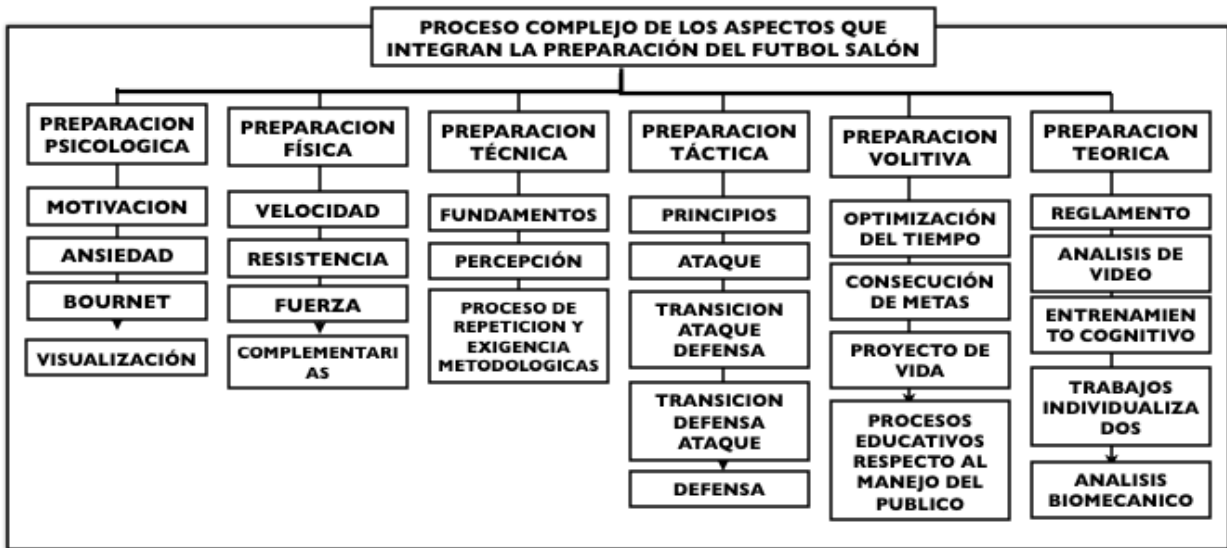 PROCESO COMPLEJO DE LOS ASPECTOS QUE
INTEGRAN LA PREPARACIÓN DEL FUTBOL SALÓN
PREPARACION
PSICOLOGICA
MOTIVACION
ANSIEDAD
BOURNET
VISUALIZACIÓN
PREPARACION
FÍSICA
VELOCIDAD
RESISTENCIA
FUERZA
COMPLEMENTARI
AS
PREPARACION
TÉCNICA
FUNDAMENTOS
PERCEPCIÓN
PROCESO DE
REPETICION Y
EXIGENCIA
METODOLOGICAS
PREPARACION
TÁCTICA
PRINCIPIOS
ATAQUE
TRANSICION
ATAQUE
DEFENSA
TRANSICION
DEFENSA
ATAQUE
DEFENSA
PREPARACION
VOLITIVA
OPTIMIZACIÓN
DEL TIEMPO
CONSECUCIÓN
DE METAS
PROYECTO DE
VIDA
PROCESOS
EDUCATIVOS
RESPECTO AL
MANEJO DEL
PUBLICO
PREPARACION
TEORICA
REGLAMENTO
ANALISIS DE
VIDEO
ENTRENAMIEN
TO COGNITIVO
TRABAJOS
INDIVIDUALIZA
DOS
ANALISIS
BIOMECANICO